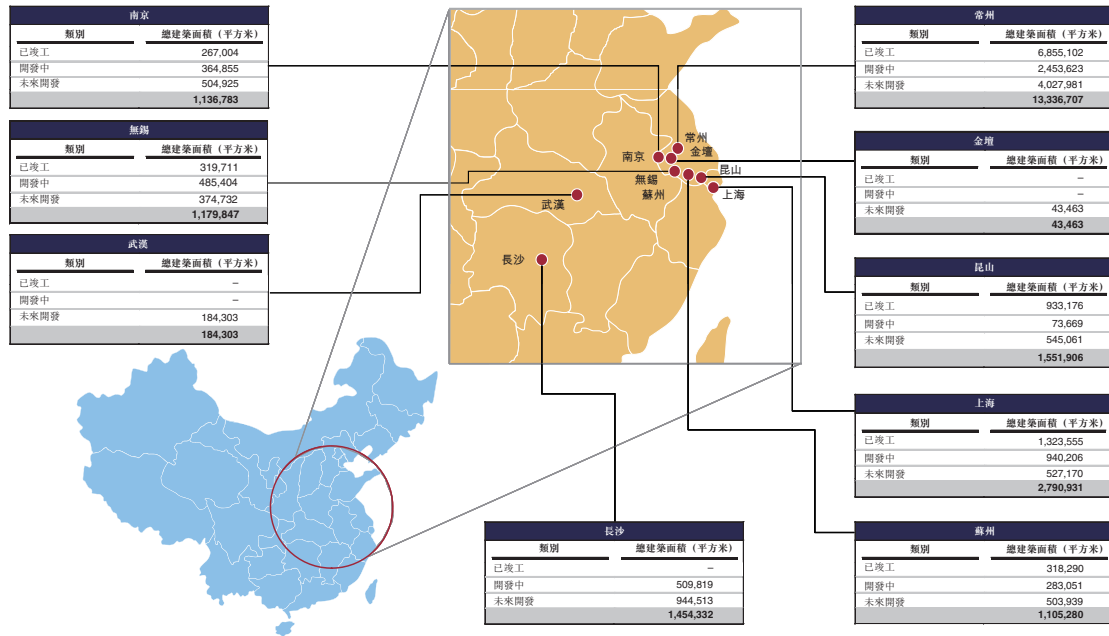 南京
類別 總建築面積（平方米）
已竣工 267,004
開發中 364,855
未來開發 504,925
1,136,783
無錫
類別 總建築面積（平方米）
已竣工 319,711
開發中 485,404
未來開發 374,732
1,179,847
武漢
類別 總建築面積（平方米）
已竣工 –
開發中 –
未來開發 184,303
184,303
常州
金壇
南京
昆山
無錫
蘇州
上海
武漢
長沙
常州
類別 總建築面積（平方米）
已竣工 6,855,102
開發中 2,453,623
未來開發 4,027,981
13,336,707
金壇
類別 總建築面積（平方米）
已竣工 –
開發中 –
未來開發 43,463
43,463
昆山
類別 總建築面積（平方米）
已竣工 933,176
開發中 73,669
未來開發 545,061
1,551,906
上海
類別 總建築面積（平方米）
已竣工 1,323,555
開發中 940,206
未來開發 527,170
2,790,931
長沙
類別 總建築面積（平方米）
已竣工 –
開發中 509,819
未來開發 944,513
1,454,332
蘇州
類別 總建築面積（平方米）
已竣工 318,290
開發中 283,051
未來開發 503,939
1,105,280